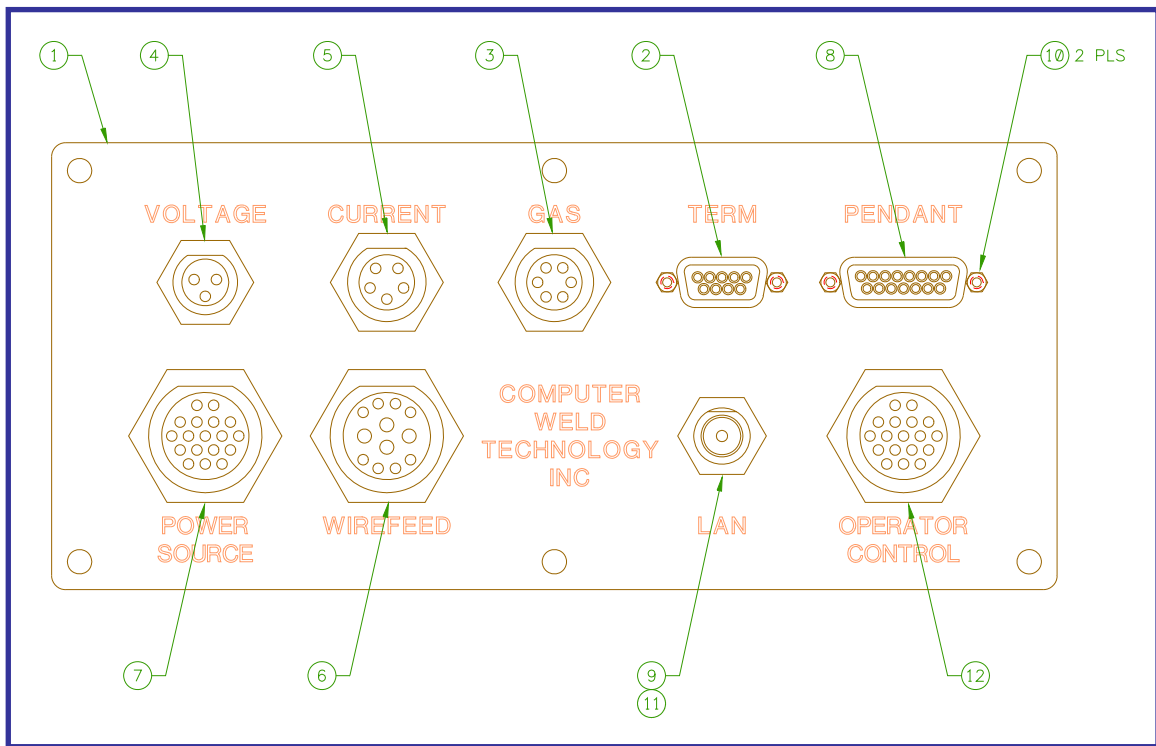 1
4
5
3
2
8
10 2 PLS
VOLTAGE
CURRENT
GAS
TERM
PENDANT
COMPUTER
WELD
TECHNOLOGY
INC
POWER
SOURCE
WIREFEED
LAN
OPERATOR
CONTROL
7
6
9
11
12